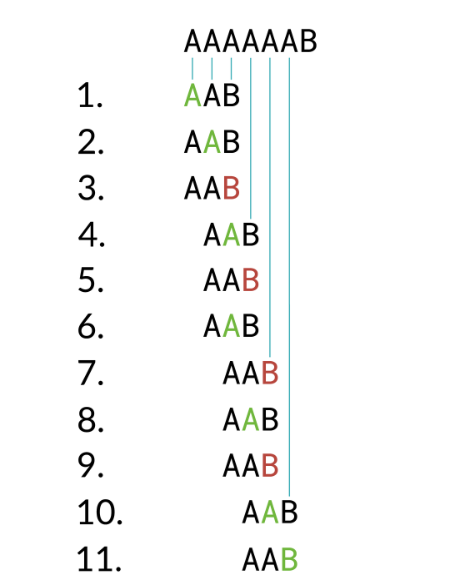 AAAAAAB
1. AAB
2. AAB
3. AAB
4. AAB
5. AAB
6. AAB
7. AAB
8. AAB
9. AAB
10. AAB
11. AAB